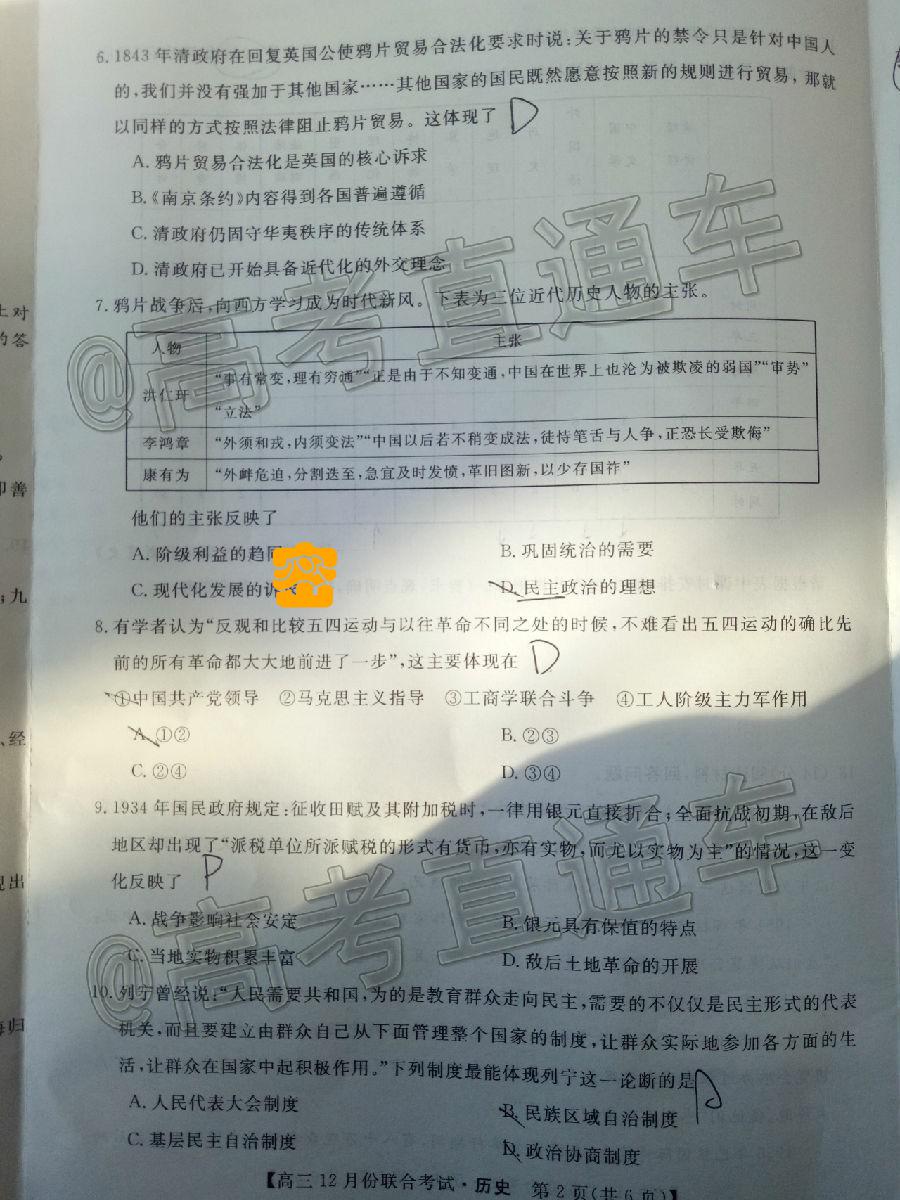 6. 1843年清政府在回复英国公使鸦片贸易合法化要求时说:关于鸦片的禁令只是针对中国人
的,我们并没有强加于其他国家……其他国家的国民既然愿意按照新的规则进行贸易,那就
以同样的方式按照法律阻止鸦片贸易。这体现了 D
A. 鸦片贸易合法化是英国的核心诉求
B.《南京条约》内容得到各国普遍遵循
C. 清政府仍固守华夷秩序的传统体系
D. 清政府已开始具备近代化的外交理念
7. 鸦片战争后,向西方学习成为时代新风。下表为三位近代历史人物的主张。
人物 主张
洪仁玕 “事有常变,理有穷通”“正是由于不知变通,中国在世界上也沦为被欺凌的弱国”“审势”
“立法”
李鸿章 “外须和戎,内须变法”“中国以后若不稍变成法,徒恃笔舌与人争,正恐长受欺侮”
康有为 “外衅危迫,分割迭至,急宜及时发愤,革旧图新,以少存国祚”
他们的主张反映了
A. 阶级利益的趋同 B. 巩固统治的需要
C. 现代化发展的诉 D. 民主政治的理想
8. 有学者认为“反观和比较五四运动与以往革命不同之处的时候,不难看出五四运动的确比先
前的所有革命都大大地前进了一步”,这主要体现在 D
①中国共产党领导 ②马克思主义指导 ③工商学联合斗争 ④工人阶级主力军作用
A. ①② B. ②③
C. ②④ D. ③④
9. 1934年国民政府规定:征收田赋及其附加税时,一律用银元直接折合;全面抗战初期,在敌后
地区却出现了“派税单位所派赋税的形式有货币,亦有实物,而尤以实物为主”的情况,这一变
化反映了
A. 战争影响社会安定 B. 银元具有保值的特点
C. 当地实物积累丰富 D. 敌后土地革命的开展
10. 列宁曾经说:“人民需要共和国,为的是教育群众走向民主,需要的不仅仅是民主形式的代表
机关,而且要建立由群众自己从下面管理整个国家的制度,让群众实际地参加各方面的生
活,让群众在国家中起积极作用。”下列制度最能体现列宁这一论断的是 A
A. 人民代表大会制度 B. 民族区域自治制度
C. 基层民主自治制度 D. 政治协商制度
【高三12月份联合考试·历史 第2页(共6页)】
@高考直通车
@高考直通车
上对
的答
即善
九
、经
现出
归